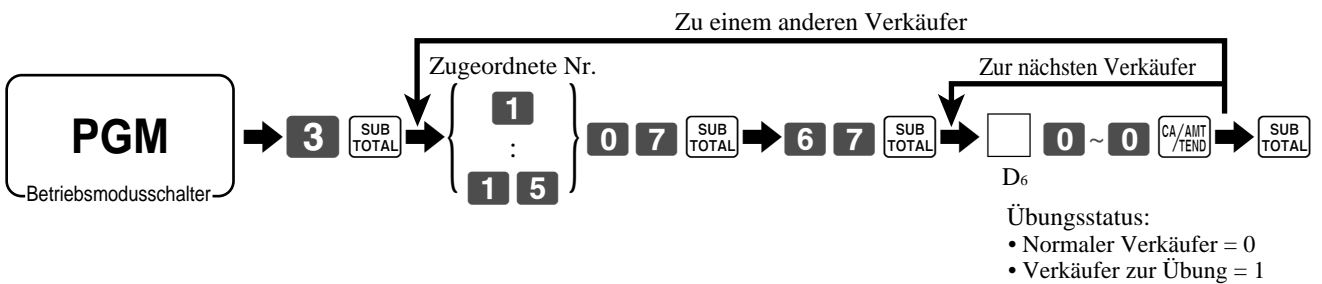 Zu einem anderen Verkäufer
Zugeordnete Nr.
Zur nächsten Verkäufer
PGM
Betriebsmodusschalter
3 SUB TOTAL { 1 : 1 5 } 0 7 SUB TOTAL 6 7 SUB TOTAL 0 ~ 0 CA/AMT/TEND SUB TOTAL
D₆
Übungsstatus:
• Normaler Verkäufer = 0
• Verkäufer zur Übung = 1